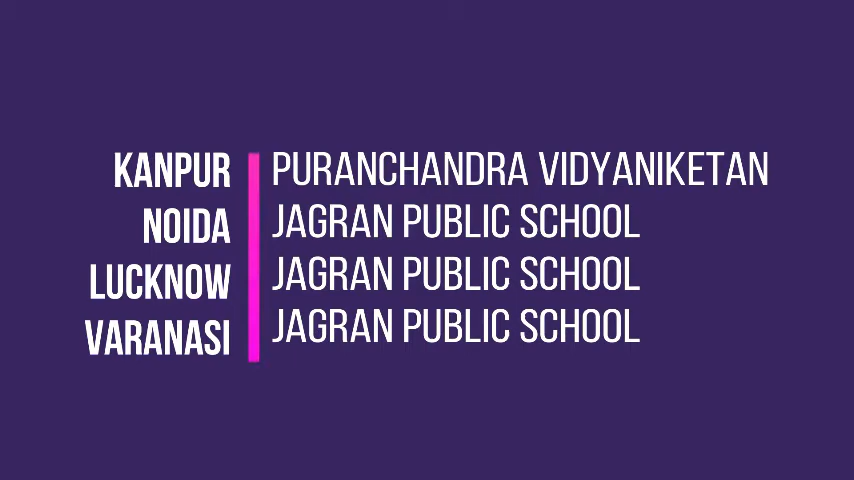 KANPUR PURANCHANDRA VIDYANIKETAN
NOIDA JAGRAN PUBLIC SCHOOL
LUCKNOW JAGRAN PUBLIC SCHOOL
VARANASI JAGRAN PUBLIC SCHOOL